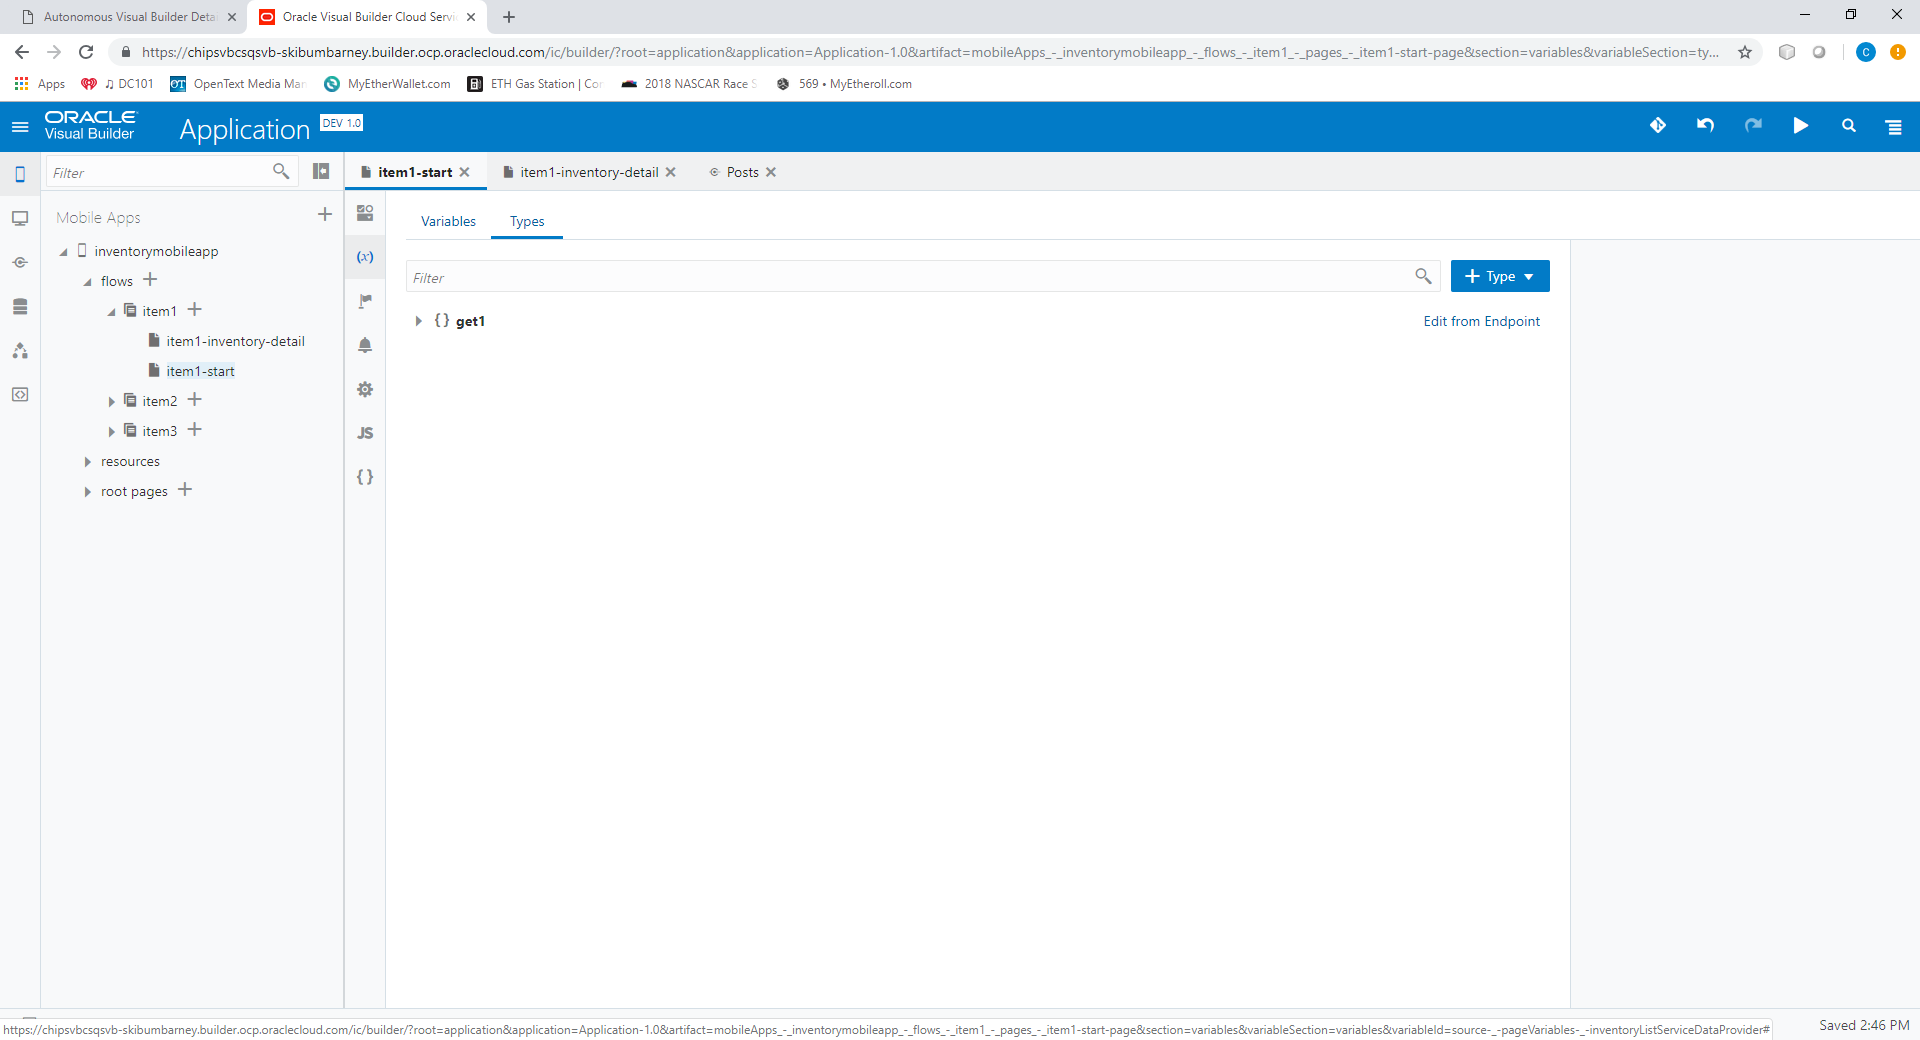 Autonomous Visual Builder Deta
Oracle Visual Builder Cloud Servi
https://chipsvbcsqsvb-skibumbarney.builder.ocp.oraclecloud.com/ic/builder/?root=application&application=Application-1.0&artifact=mobileApps_-_inventorymobileapp_-_flows_-_item1_-_pages_-_item1-start-page&section=variables&variableSection=ty...
C
Apps
♫ DC101
OT
OpenText Media Man
MyEtherWallet.com
ETH Gas Station | Co
2018 NASCAR Race S
569 • MyEtheroll.com
ORACLE
Visual Builder
Application
DEV 1.0
Filter
item1-start
item1-inventory-detail
Posts
Mobile Apps
inventorymobileapp
flows
item1
item1-inventory-detail
item1-start
item2
item3
resources
root pages
(x)
JS
{ }
Variables
Types
Filter
+ Type
{ } get1
Edit from Endpoint
https://chipsvbcsqsvb-skibumbarney.builder.ocp.oraclecloud.com/ic/builder/?root=application&application=Application-1.0&artifact=mobileApps_-_inventorymobileapp_-_flows_-_item1_-_pages_-_item1-start-page&section=variables&variableSection=variables&variableId=source-_-pageVariables-_-inventoryListServiceDataProvider#
Saved 2:46 PM